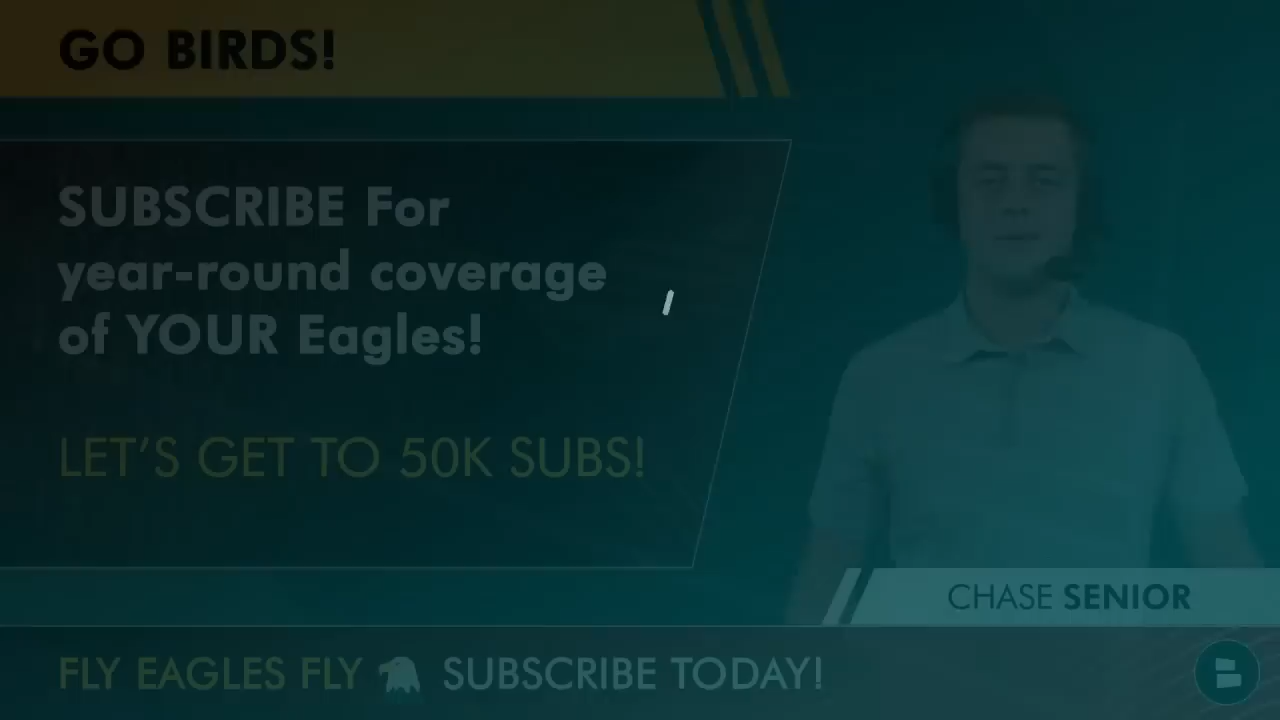 GO BIRDS!
SUBSCRIBE For
year-round coverage
of YOUR Eagles!
LET'S GET TO 50K SUBS!
CHASE SENIOR
FLY EAGLES FLY SUBSCRIBE TODAY!